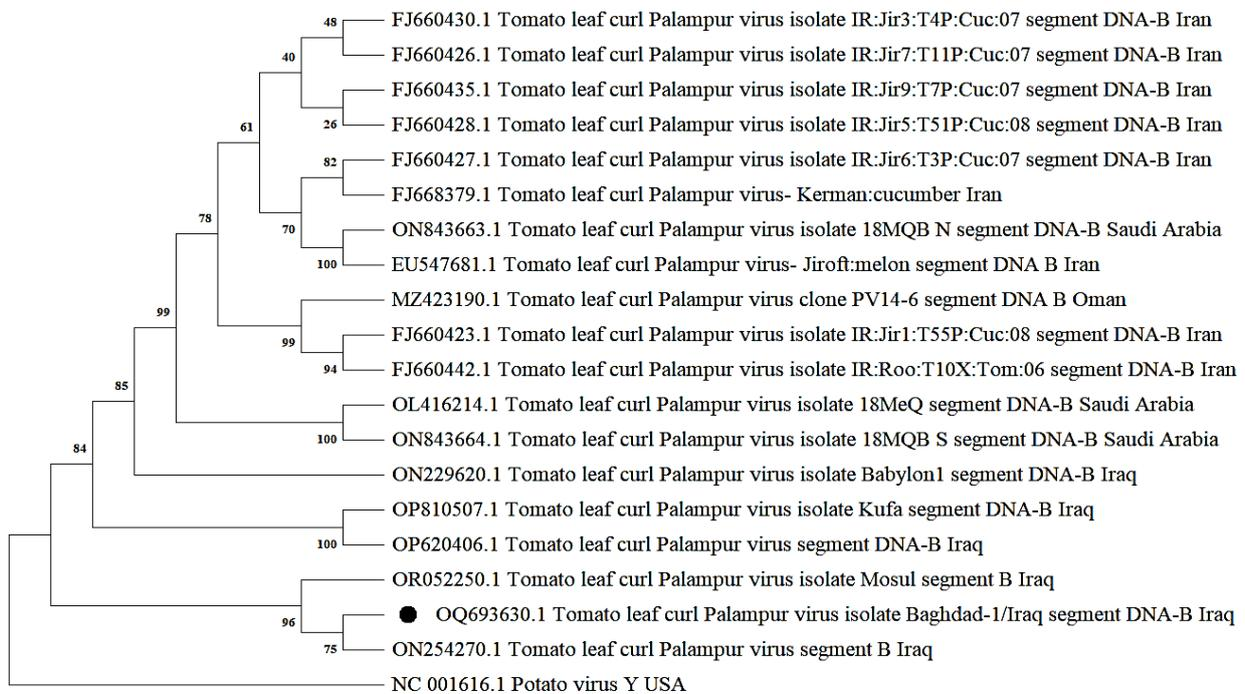 FJ660430.1 Tomato leaf curl Palampur virus isolate IR:Jir3:T4P:Cuc:07 segment DNA-B Iran
48
FJ660426.1 Tomato leaf curl Palampur virus isolate IR:Jir7:T11P:Cuc:07 segment DNA-B Iran
40
FJ660435.1 Tomato leaf curl Palampur virus isolate IR:Jir9:T7P:Cuc:07 segment DNA-B Iran
26
FJ660428.1 Tomato leaf curl Palampur virus isolate IR:Jir5:T51P:Cuc:08 segment DNA-B Iran
61
FJ660427.1 Tomato leaf curl Palampur virus isolate IR:Jir6:T3P:Cuc:07 segment DNA-B Iran
82
FJ668379.1 Tomato leaf curl Palampur virus- Kerman:cucumber Iran
70
ON843663.1 Tomato leaf curl Palampur virus isolate 18MQB N segment DNA-B Saudi Arabia
100
EU547681.1 Tomato leaf curl Palampur virus- Jiroft:melon segment DNA B Iran
78
MZ423190.1 Tomato leaf curl Palampur virus clone PV14-6 segment DNA B Oman
99
FJ660423.1 Tomato leaf curl Palampur virus isolate IR:Jir1:T55P:Cuc:08 segment DNA-B Iran
94
FJ660442.1 Tomato leaf curl Palampur virus isolate IR:Roo:T10X:Tom:06 segment DNA-B Iran
99
OL416214.1 Tomato leaf curl Palampur virus isolate 18MeQ segment DNA-B Saudi Arabia
100
ON843664.1 Tomato leaf curl Palampur virus isolate 18MQB S segment DNA-B Saudi Arabia
85
ON229620.1 Tomato leaf curl Palampur virus isolate Babylon1 segment DNA-B Iraq
84
OP810507.1 Tomato leaf curl Palampur virus isolate Kufa segment DNA-B Iraq
100
OP620406.1 Tomato leaf curl Palampur virus segment DNA-B Iraq
OR052250.1 Tomato leaf curl Palampur virus isolate Mosul segment B Iraq
96
OQ693630.1 Tomato leaf curl Palampur virus isolate Baghdad-1/Iraq segment DNA-B Iraq
75
ON254270.1 Tomato leaf curl Palampur virus segment B Iraq
NC 001616.1 Potato virus Y USA